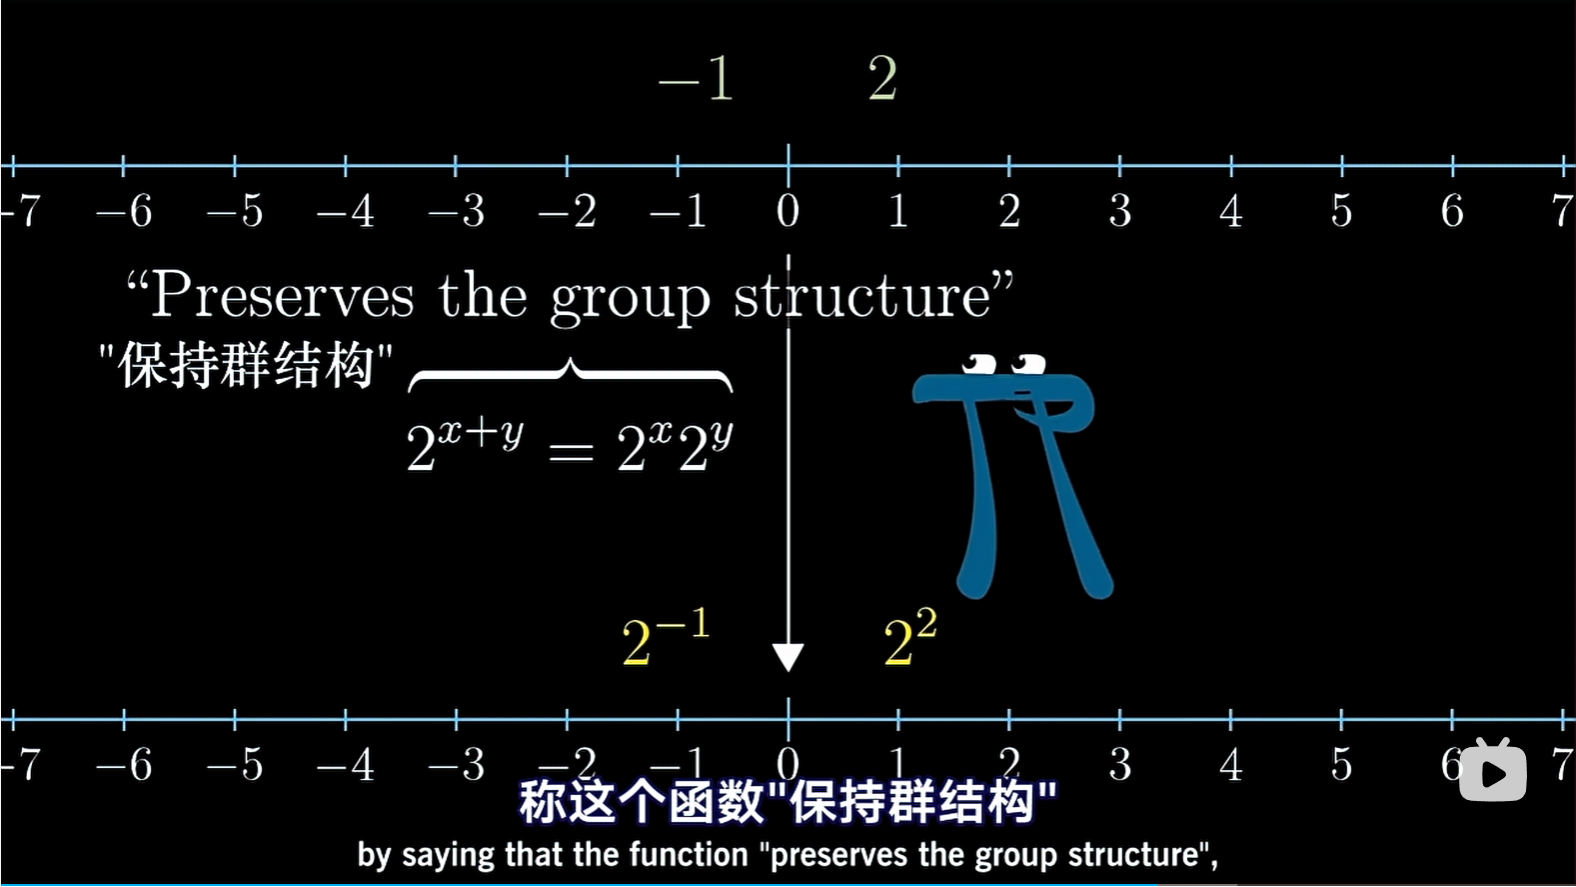 −1 2
-7 −6 −5 −4 −3 −2 −1 0 1 2 3 4 5 6 7
“Preserves the group structure”
"保持群结构"
2^{x+y} = 2^x 2^y
2^{−1} 2^2
-7 −6 −5 −4 −3 −2 −1 0 1 2 3 4 5 6 7
称这个函数"保持群结构"
by saying that the function "preserves the group structure",